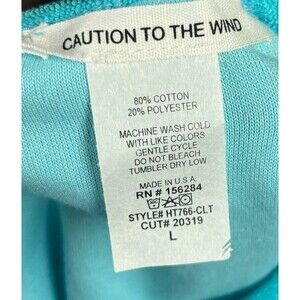 CAUTION TO THE WIND
80% COTTON
20% POLYESTER
MACHINE WASH COLD
WITH LIKE COLORS
GENTLE CYCLE
DO NOT BLEACH
TUMBLER DRY LOW
MADE IN U.S.A.
RN # 156284
STYLE# HT766-CLT
CUT# 20319
L